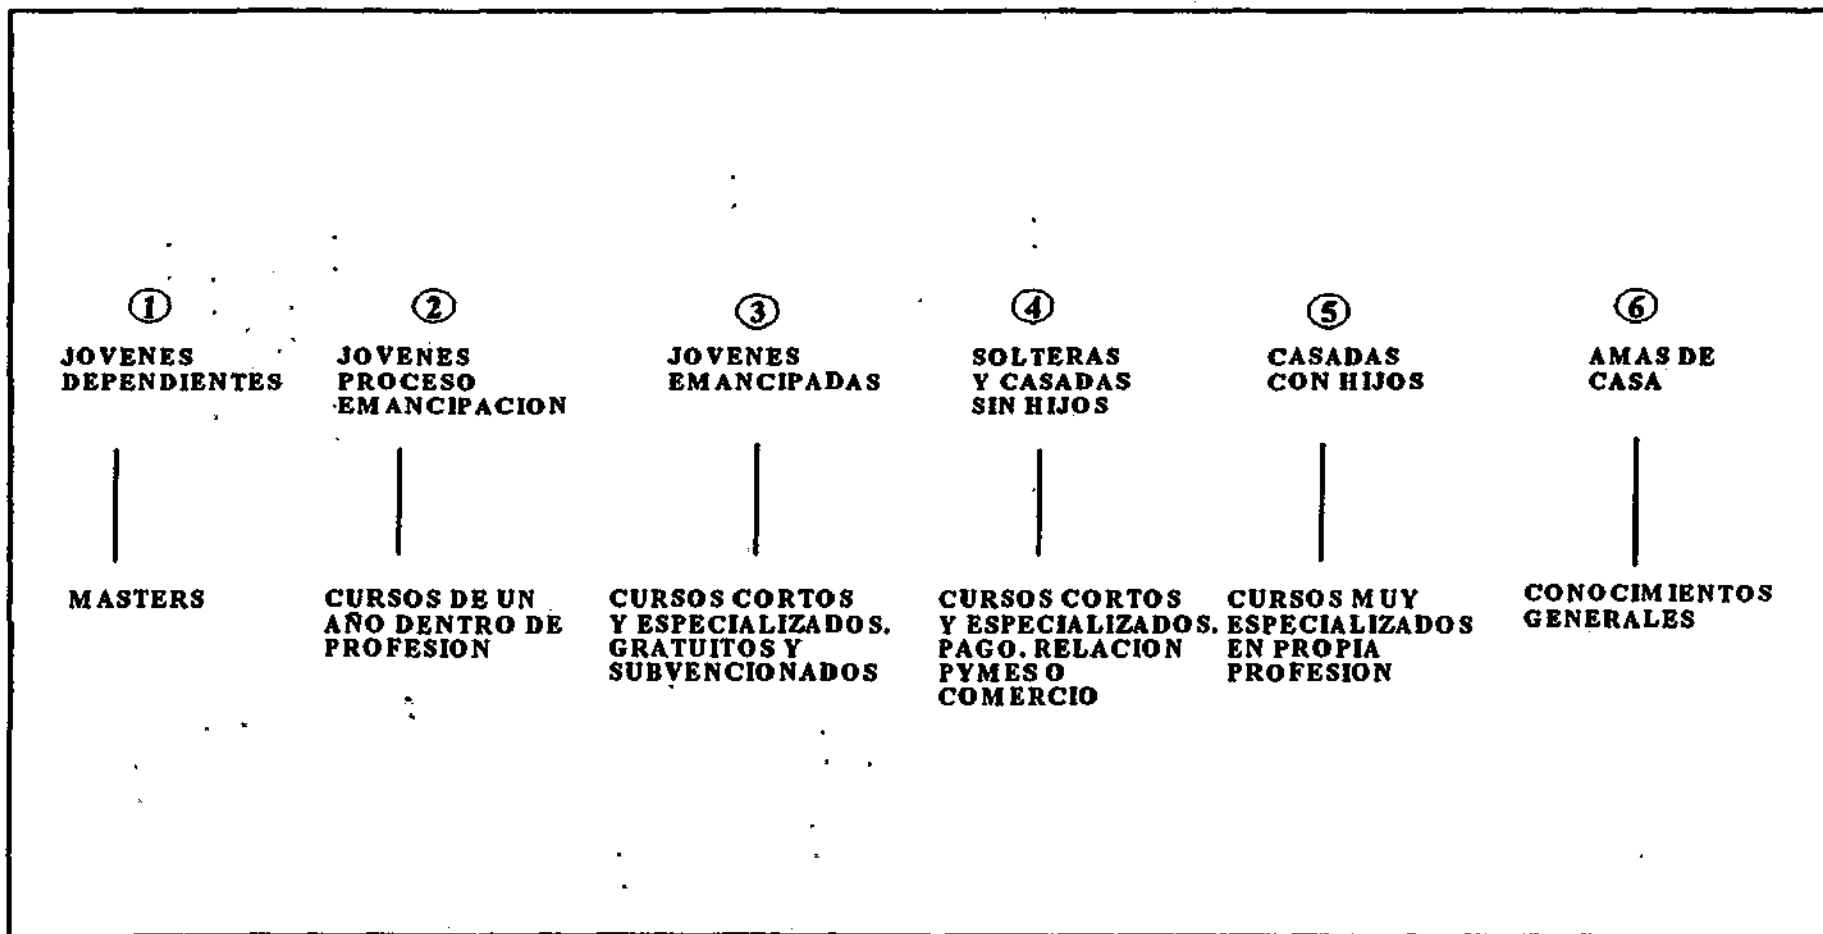 1
JOVENES
DEPENDIENTES
MASTERS
2
JOVENES
PROCESO
EMANCIPACION
CURSOS DE UN
AÑO DENTRO DE
PROFESION
3
JOVENES
EMANCIPADAS
CURSOS CORTOS
Y ESPECIALIZADOS.
GRATUITOS Y
SUBVENCIONADOS
4
SOLTERAS
Y CASADAS
SIN HIJOS
CURSOS CORTOS
Y ESPECIALIZADOS.
PAGO. RELACION
PYMES O
COMERCIO
5
CASADAS
CON HIJOS
CURSOS MUY
ESPECIALIZADOS
EN PROPIA
PROFESION
6
AMAS DE
CASA
CONOCIMIENTOS
GENERALES